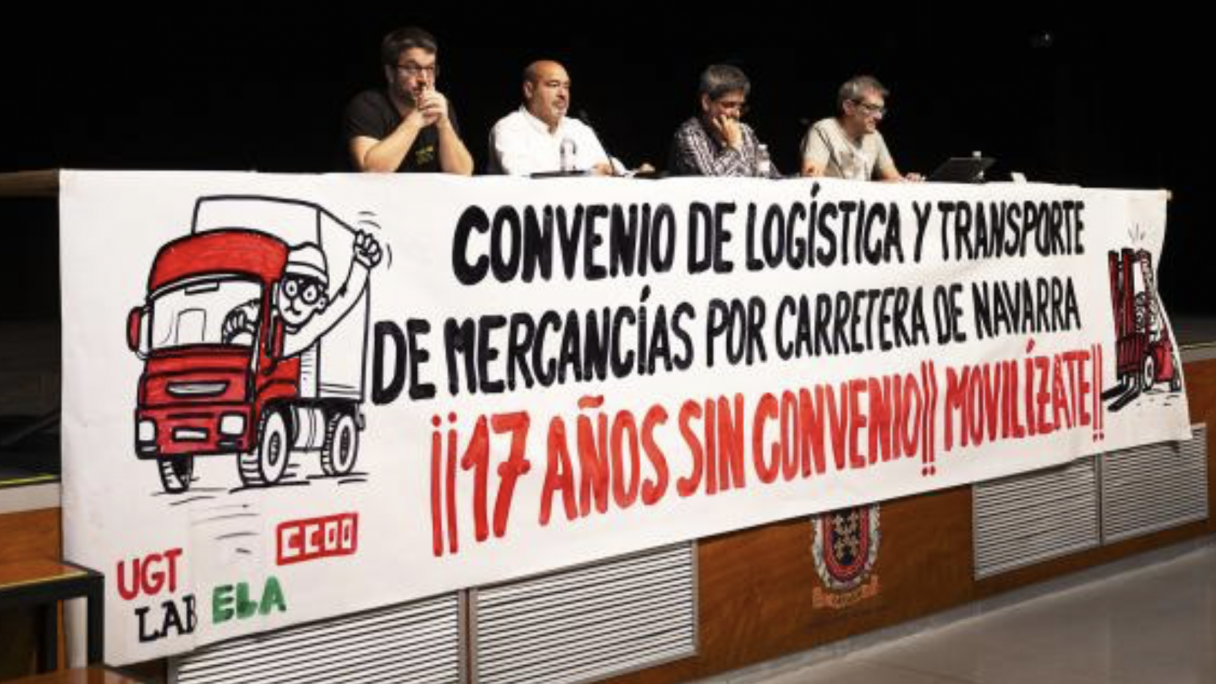 CONVENIO DE LOGÍSTICA Y TRANSPORTE
DE MERCANCÍAS POR CARRETERA DE NAVARRA
¡¡17 AÑOS SIN CONVENIO!! MOVILÍZATE!!
CCOO
UGT
LAB ELA